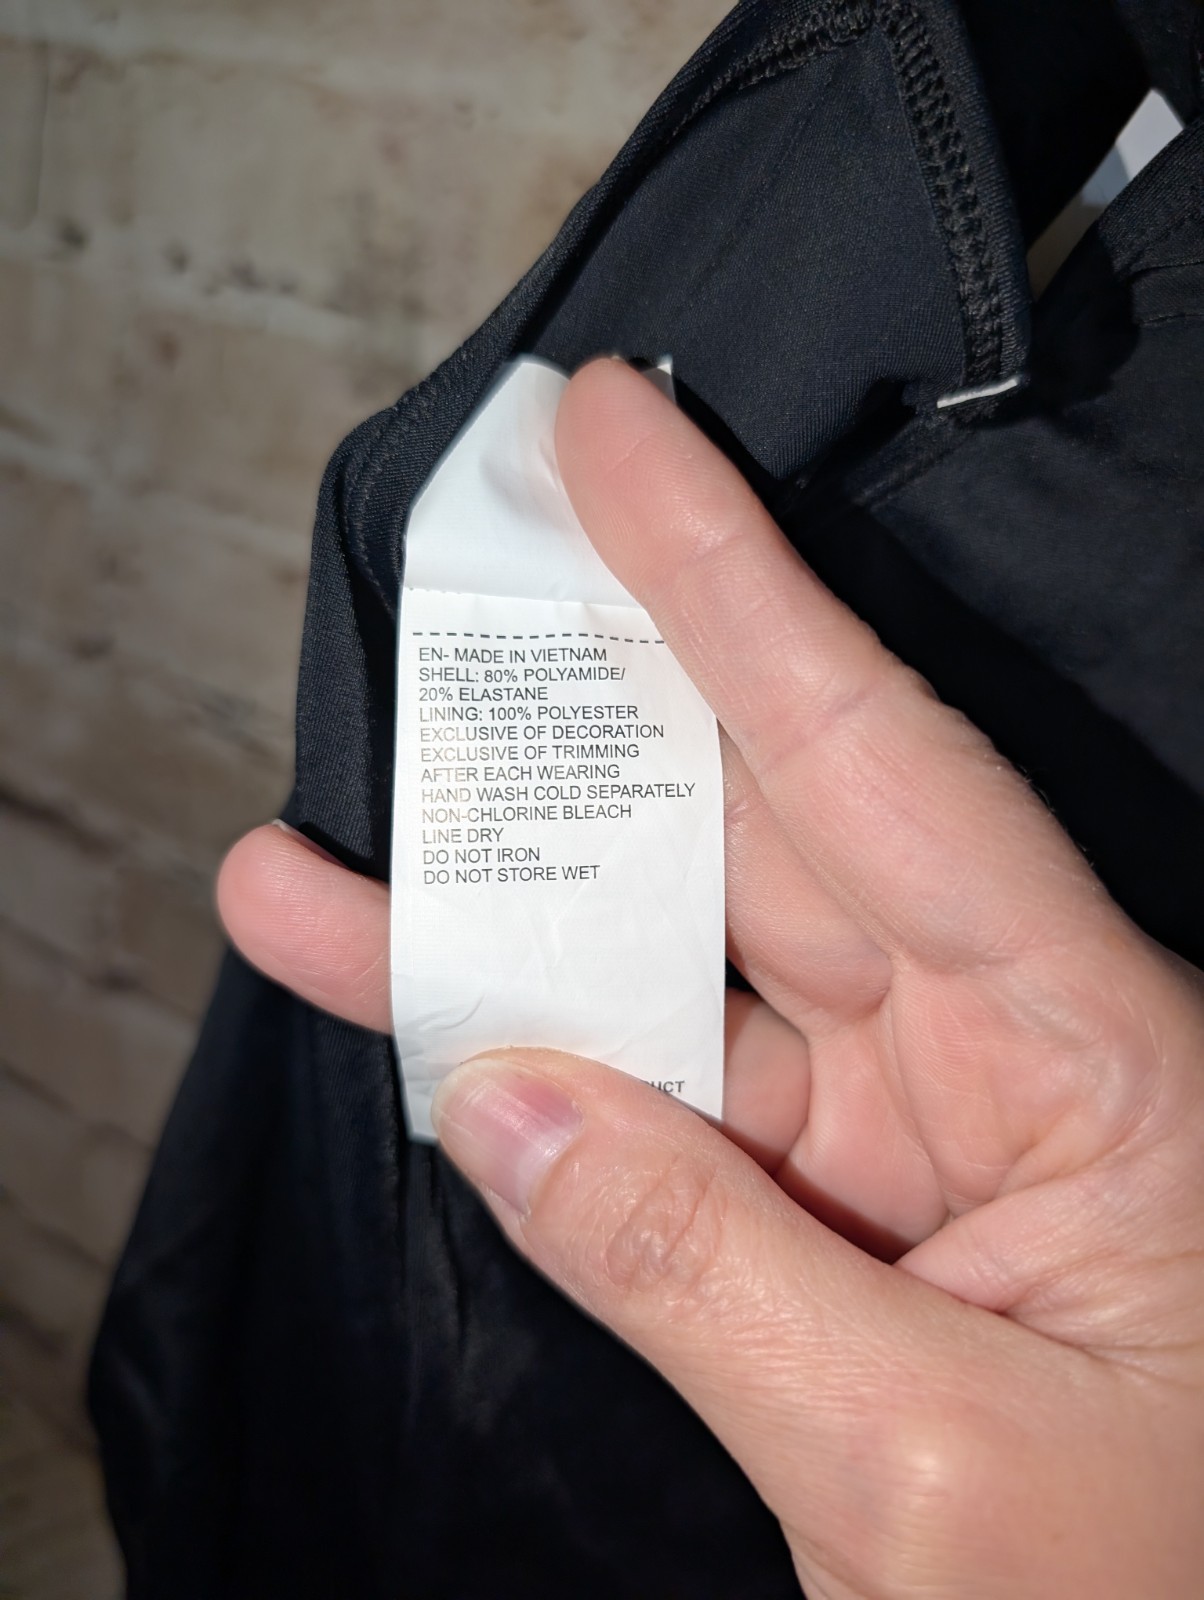 EN- MADE IN VIETNAM
SHELL: 80% POLYAMIDE/
20% ELASTANE
LINING: 100% POLYESTER
EXCLUSIVE OF DECORATION
EXCLUSIVE OF TRIMMING
AFTER EACH WEARING
HAND WASH COLD SEPARATELY
NON-CHLORINE BLEACH
LINE DRY
DO NOT IRON
DO NOT STORE WET